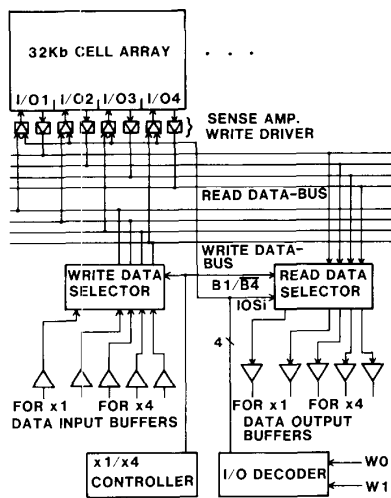 32Kb CELL ARRAY
. . .
I/O1 I/O2 I/O3 I/O4
SENSE AMP.
WRITE DRIVER
READ DATA-BUS
WRITE DATA-
BUS
WRITE DATA
SELECTOR
B1/B4
IOSi
READ DATA
SELECTOR
4
FOR x1 FOR x4
DATA INPUT BUFFERS
FOR x1 FOR x4
DATA OUTPUT
BUFFERS
x1/x4
CONTROLLER
I/O DECODER
W0
W1